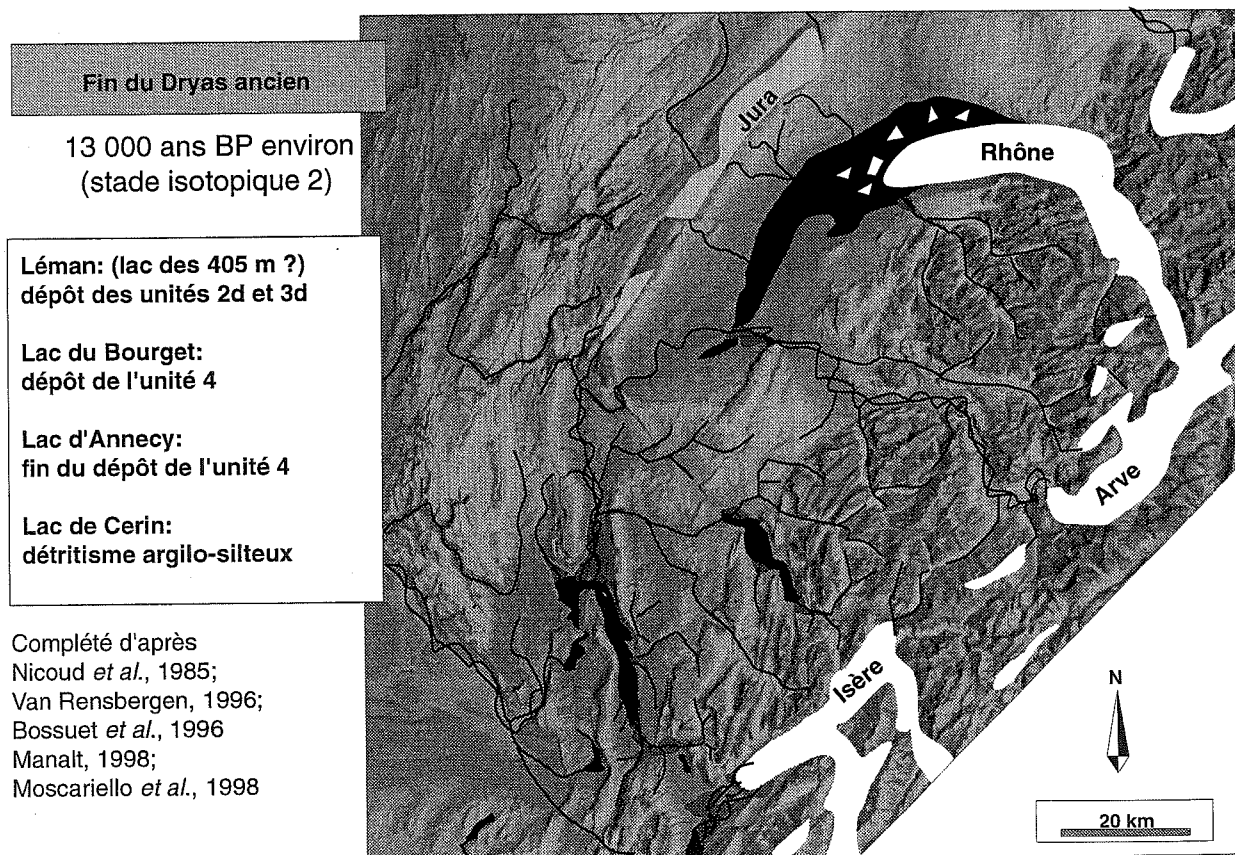 Fin du Dryas ancien
13 000 ans BP environ
(stade isotopique 2)
Léman: (lac des 405 m ?)
dépôt des unités 2d et 3d
Lac du Bourget:
dépôt de l'unité 4
Lac d'Annecy:
fin du dépôt de l'unité 4
Lac de Cerin:
détritisme argilo-silteux
Complété d'après
Nicoud et al., 1985;
Van Rensbergen, 1996;
Bossuet et al., 1996
Manalt, 1998;
Moscariello et al., 1998
Jura
Rhône
Arve
Isère
N
20 km